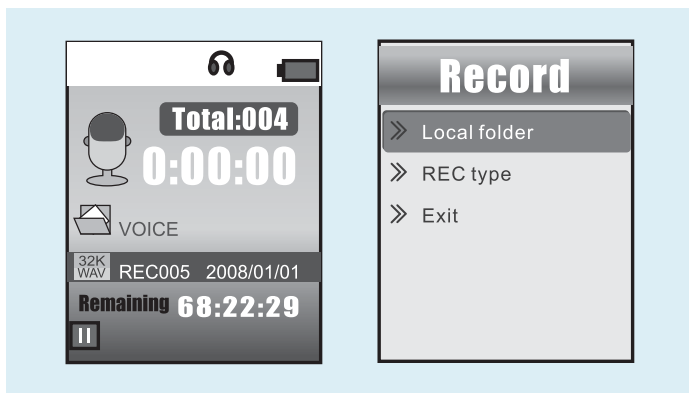 Total:004
0:00:00
VOICE
32K
WAV REC005 2008/01/01
Remaining 68:22:29
Record
Local folder
REC type
Exit